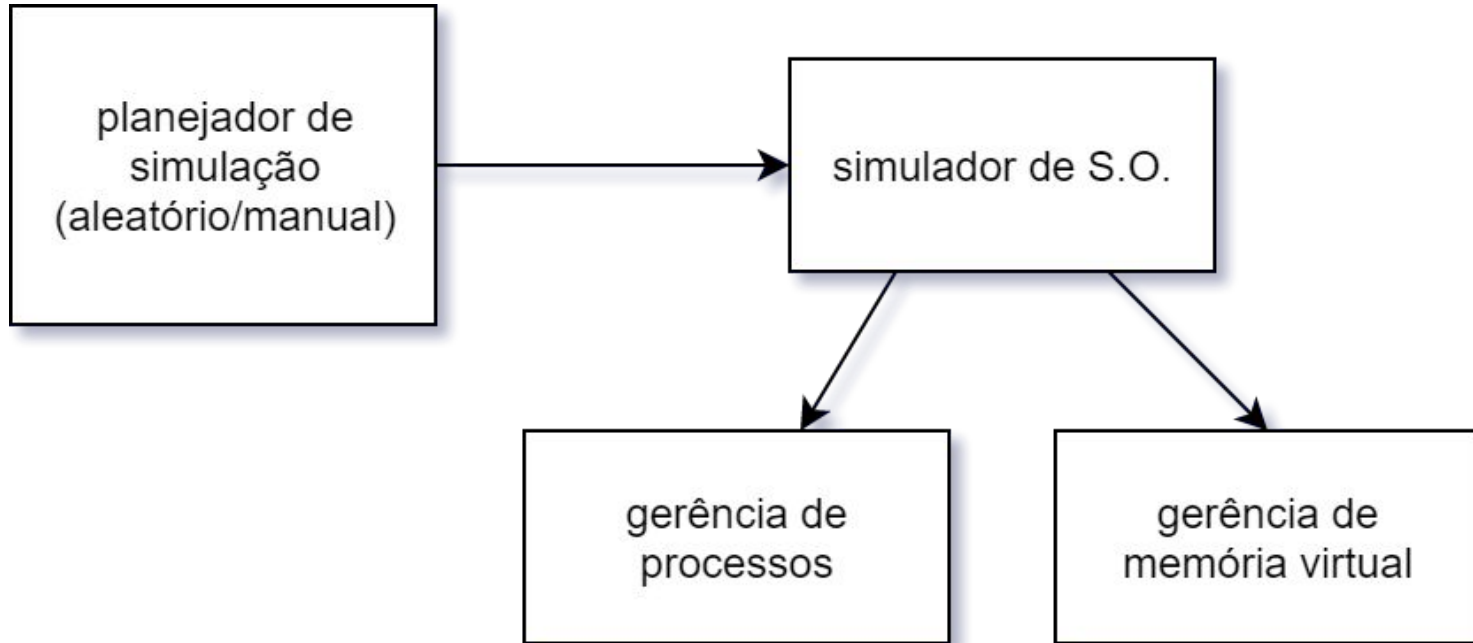 planejador de
simulação
(aleatório/manual)
simulador de S.O.
gerência de
processos
gerência de
memória virtual